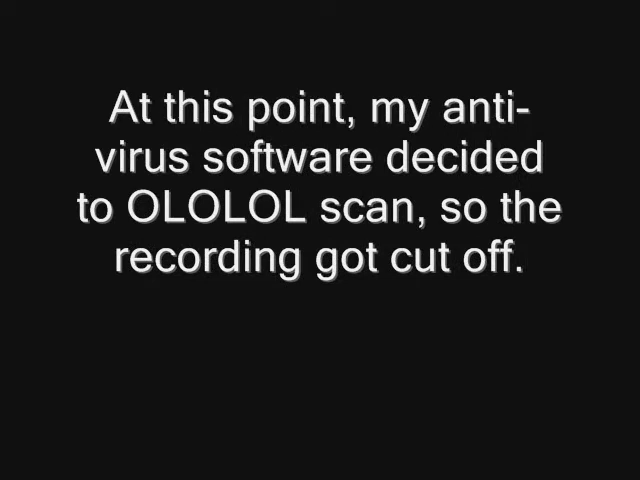 At this point, my anti-
virus software decided
to OLOLOL scan, so the
recording got cut off.